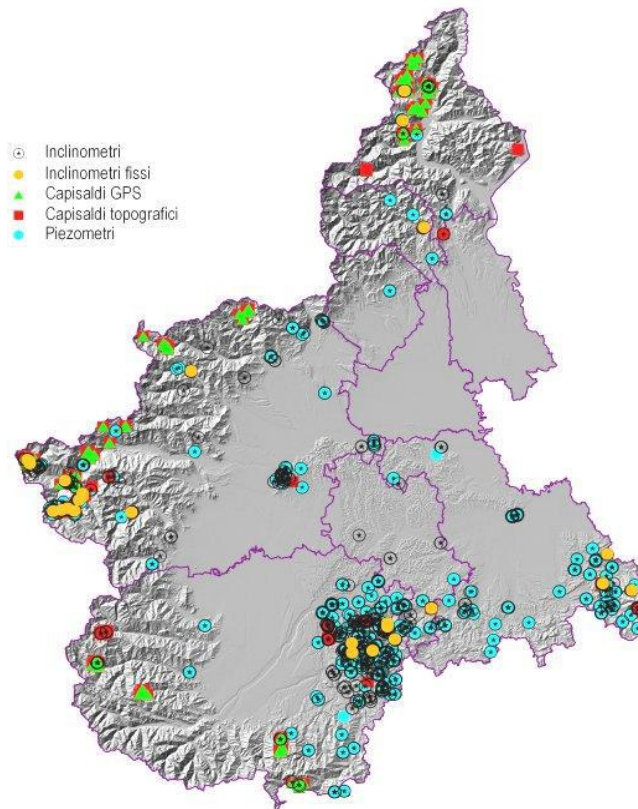 Inclinometri
Inclinometri fissi
Capisaldi GPS
Capisaldi topografici
Piezometri